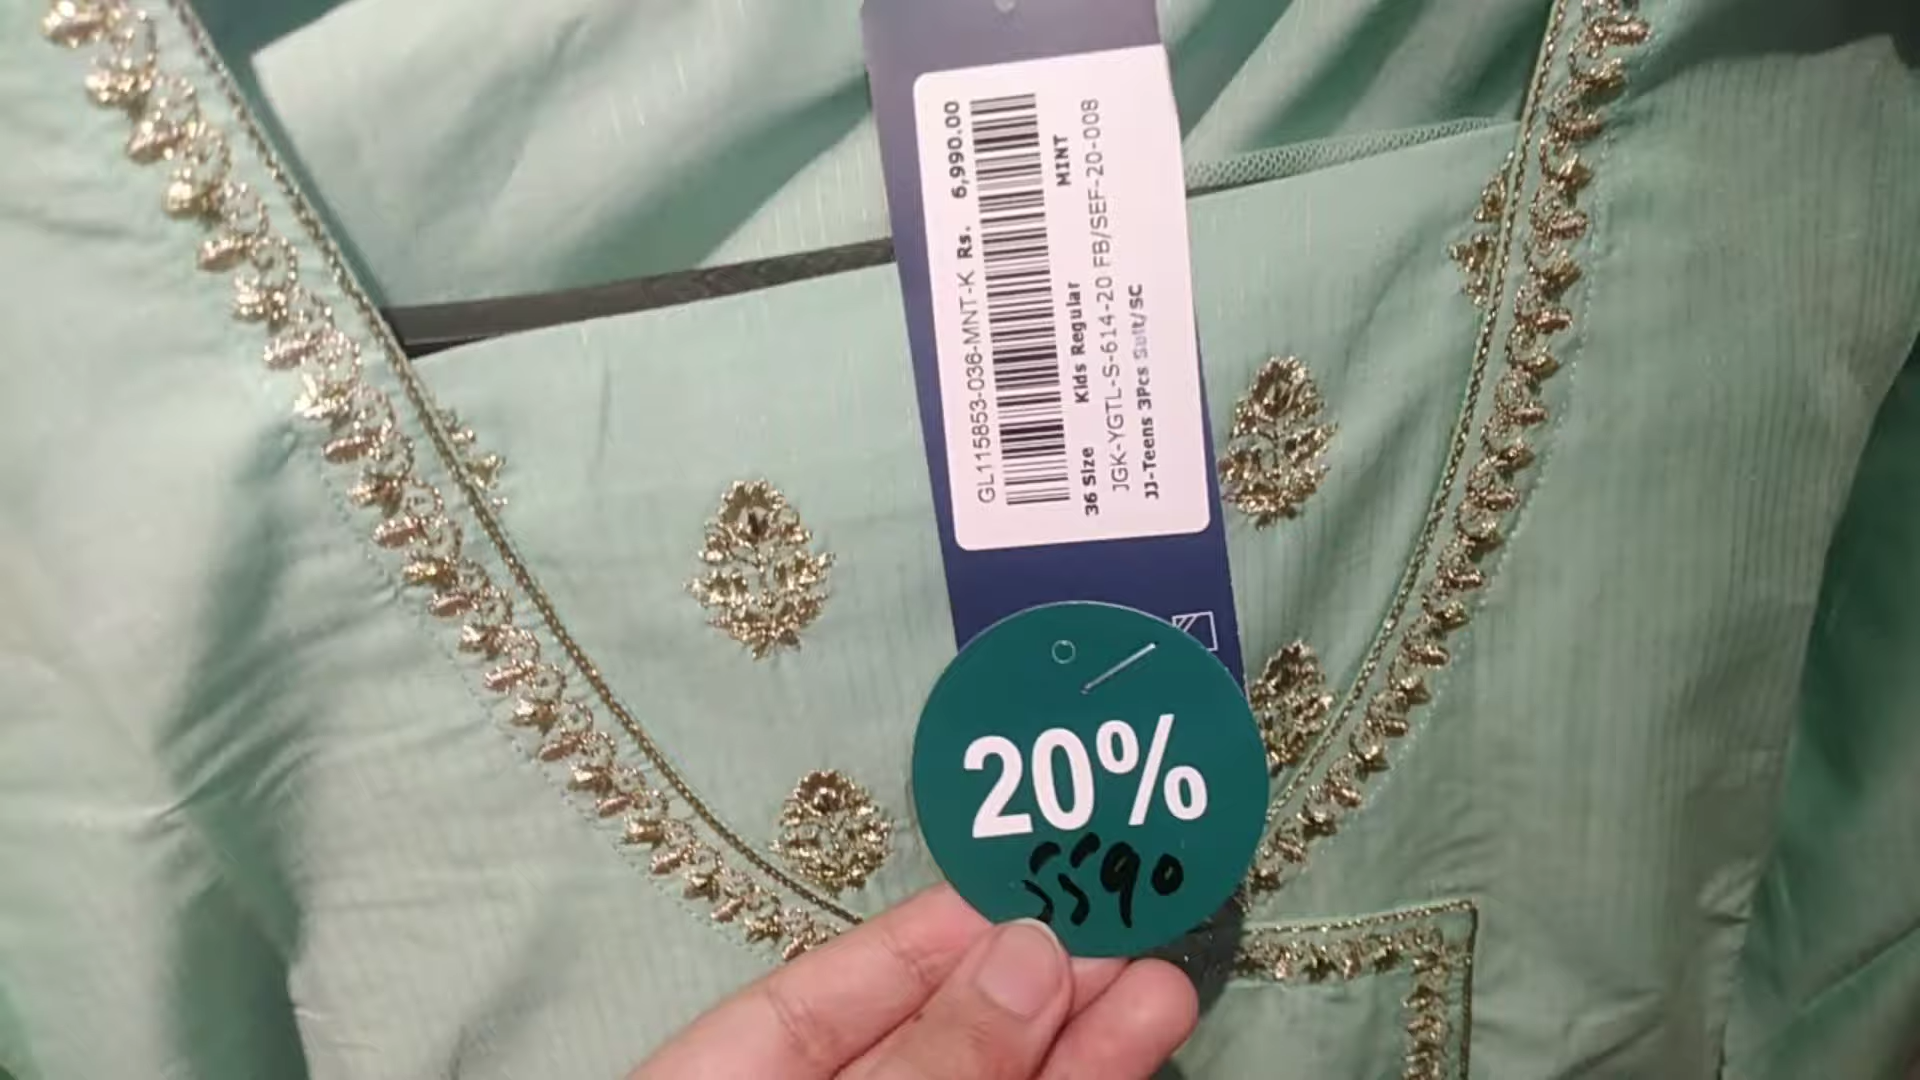 GL115853-036-MNT-K Rs. 6,990.00
36 Size Kids Regular MINT
JGK-YGTL-S-614-20 FB/SEF-20-008
JJ-Teens 3Pcs Suit/SC
20%
5590